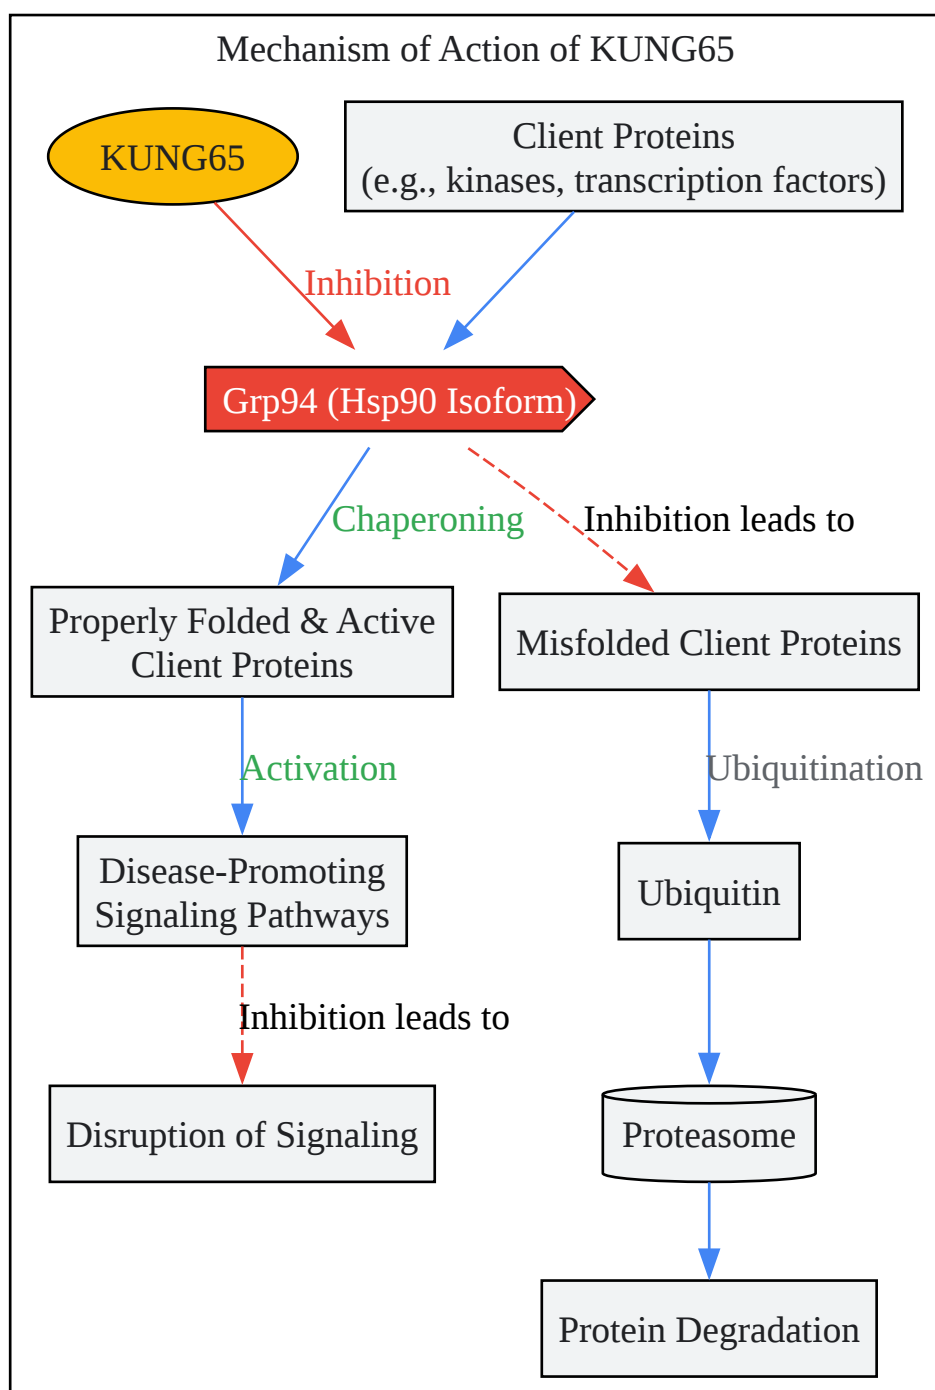 Mechanism of Action of KUNG65
KUNG65
Client Proteins
(e.g., kinases, transcription factors)
Inhibition
Grp94 (Hsp90 Isoform)
Chaperoning
Inhibition leads to
Properly Folded & Active
Client Proteins
Misfolded Client Proteins
Activation
Ubiquitination
Disease-Promoting
Signaling Pathways
Ubiquitin
Inhibition leads to
Disruption of Signaling
Proteasome
Protein Degradation